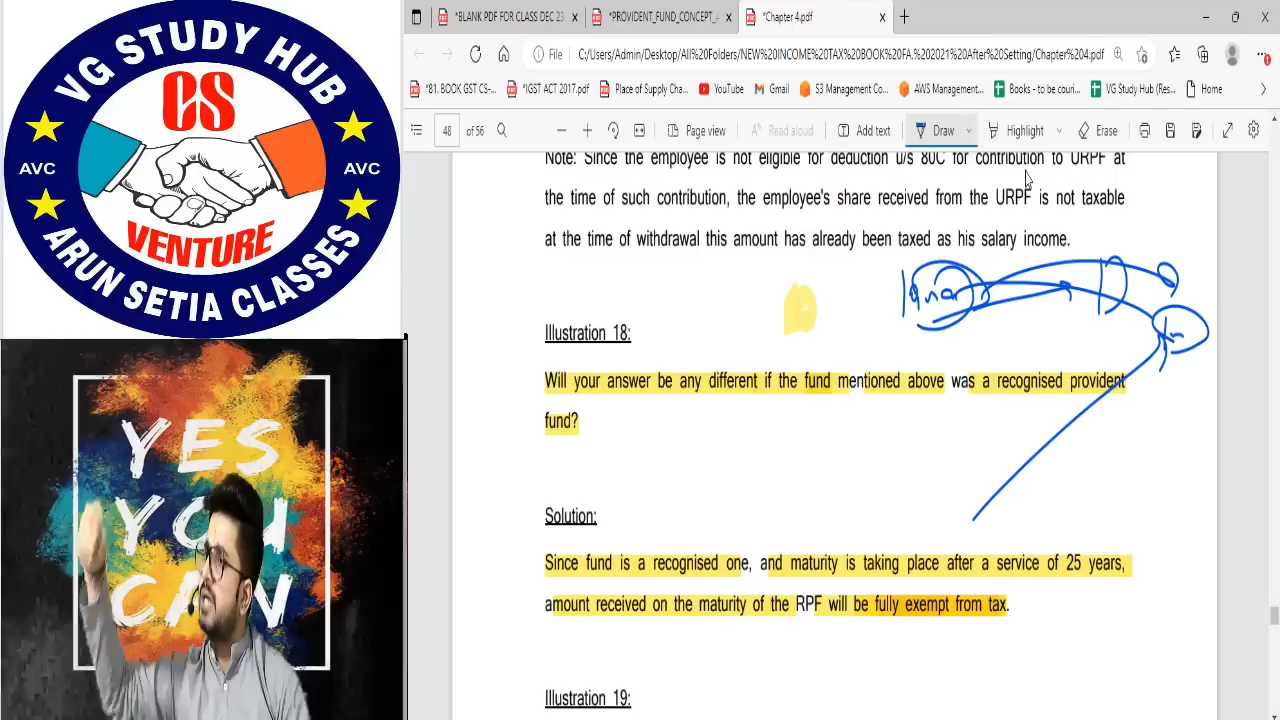 VG STUDY HUB
CS
AVC
AVC
VENTURE
ARUN SETIA CLASSES
YES
YOU
CAN
*BLANK PDF FOR CLASS DEC 23
*PROVIDENT_FUND_CONCEPT_A
*Chapter 4.pdf
File
C:/Users/Admin/Desktop/All%20Folders/NEW%20INCOME%20TAX%20BOOK%20FA,%202021%20After%20Setting/Chapter%204.pdf
*81. BOOK GST CS-...
*IGST ACT 2017.pdf
Place of Supply Cha...
YouTube
Gmail
S3 Management Co...
AWS Management...
Books - to be couri...
VG Study Hub (Res...
Home
48 of 56
Page view
Read aloud
Add text
Draw
Highlight
Erase
Note: Since the employee is not eligible for deduction u/s 80C for contribution to URPF at
the time of such contribution, the employee's share received from the URPF is not taxable
at the time of withdrawal this amount has already been taxed as his salary income.
Illustration 18:
Will your answer be any different if the fund mentioned above was a recognised provident
fund?
Solution:
Since fund is a recognised one, and maturity is taking place after a service of 25 years,
amount received on the maturity of the RPF will be fully exempt from tax.
Illustration 19: